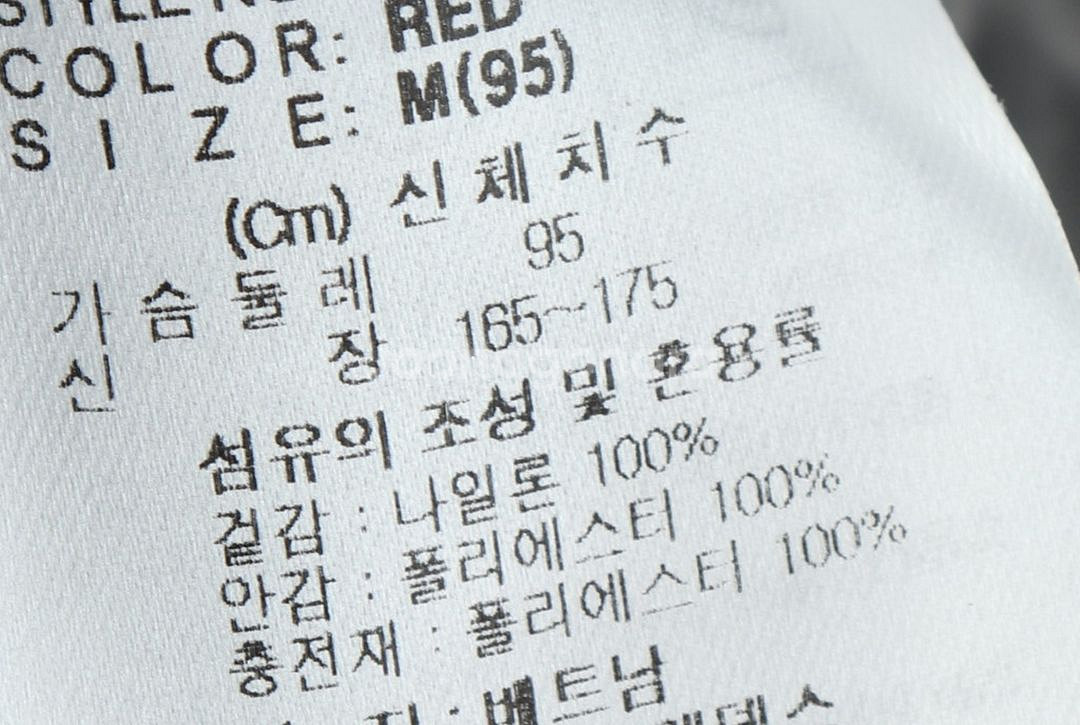 STYLE NO
COLOR: RED
SIZE: M(95)
(Cm) 신체치수
가슴둘레 95
신장 165~175
섬유의 조성 및 혼용률
겉감 : 나일론 100%
안감 : 폴리에스터 100%
충전재 : 폴리에스터 100%
: 베트남